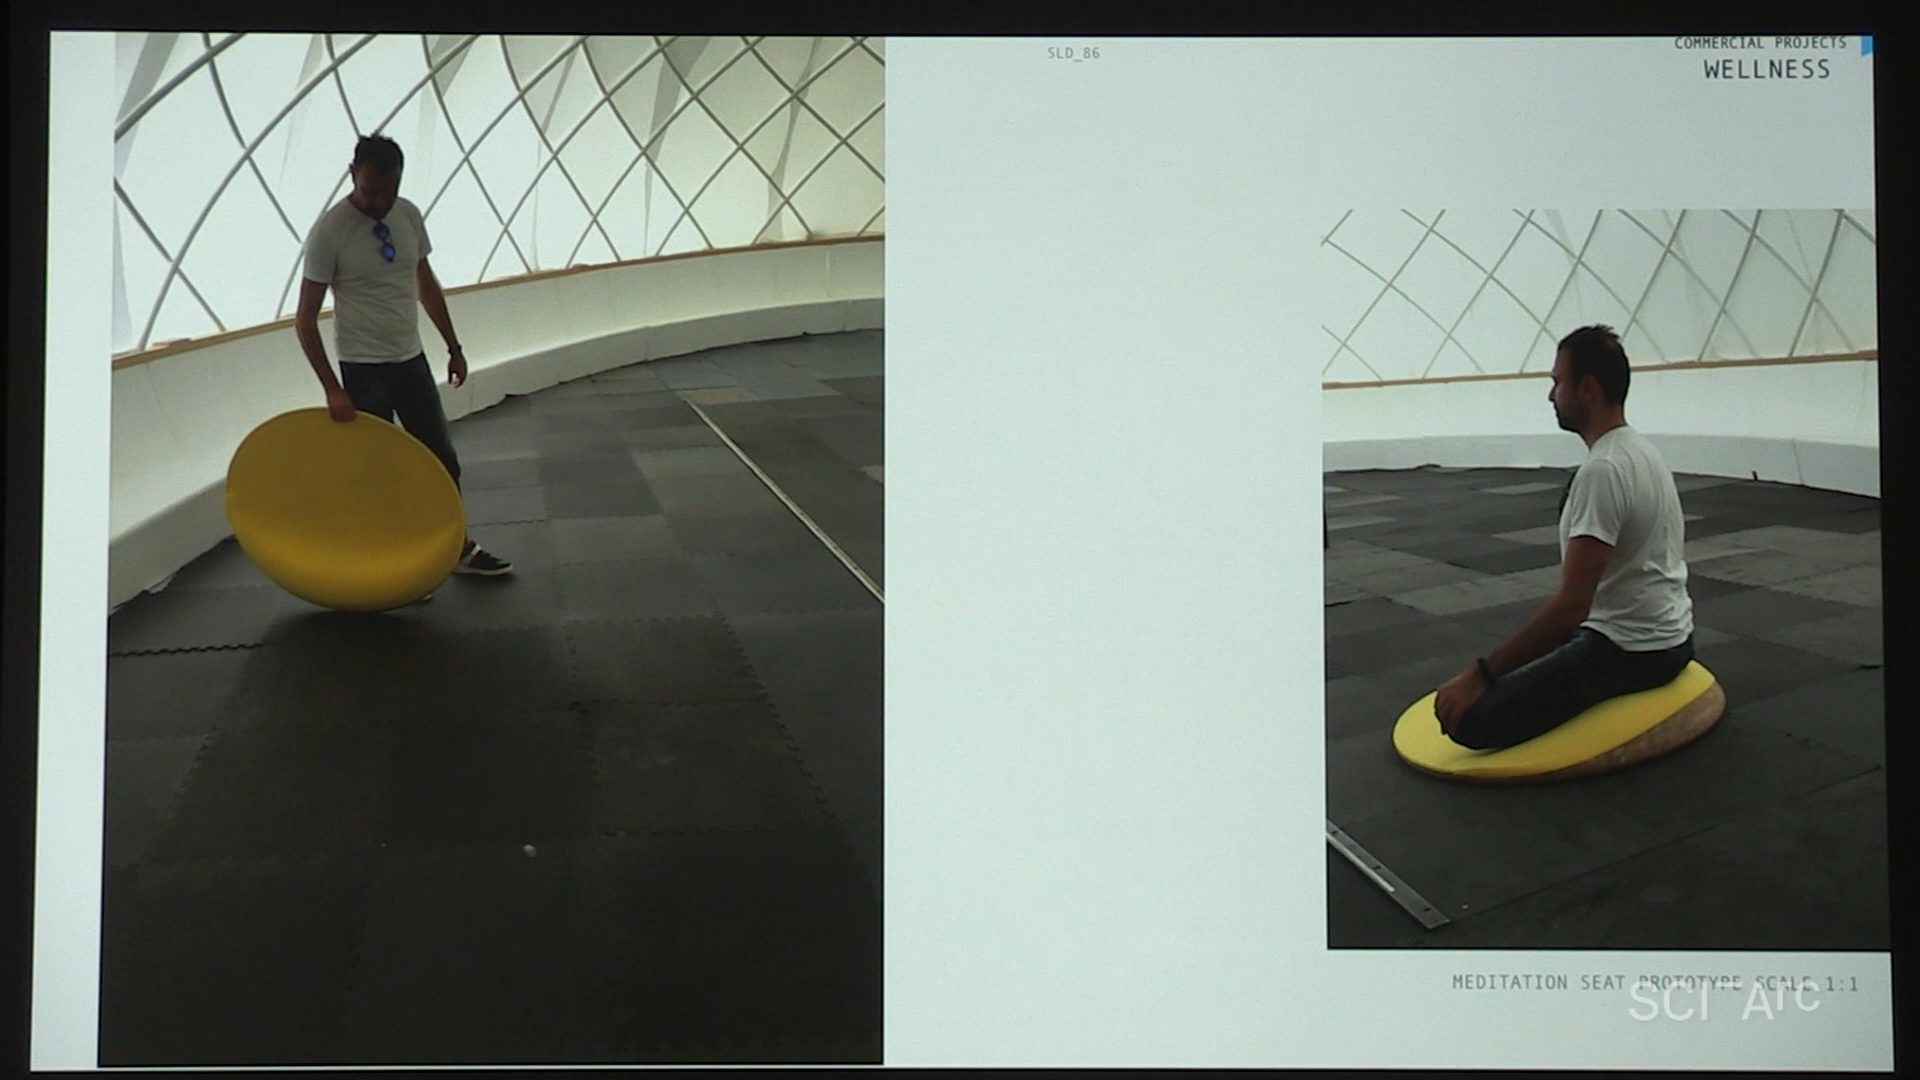 SLD_86
COMMERCIAL PROJECTS
WELLNESS
MEDITATION SEAT PROTOTYPE SCALE 1:1
SCI Arc